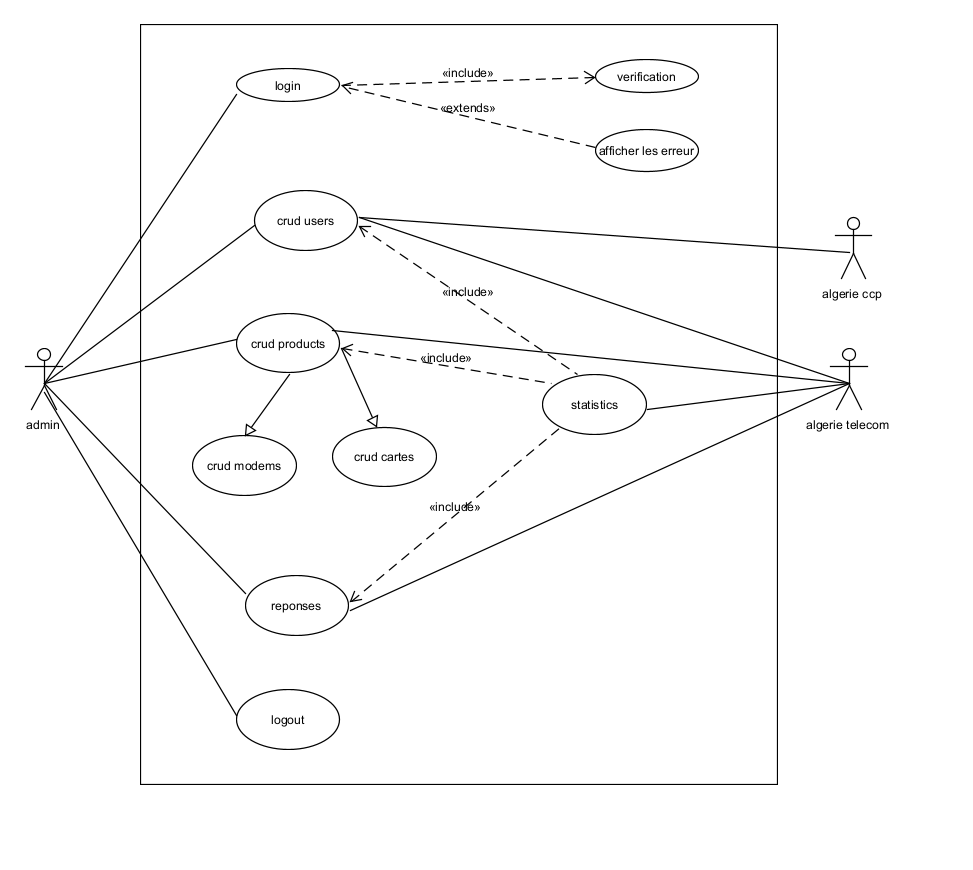 login
«include»
verification
«extends»
afficher les erreur
crud users
algerie ccp
«include»
crud products
«include»
admin
statistics
algerie telecom
crud modems
crud cartes
«include»
reponses
logout